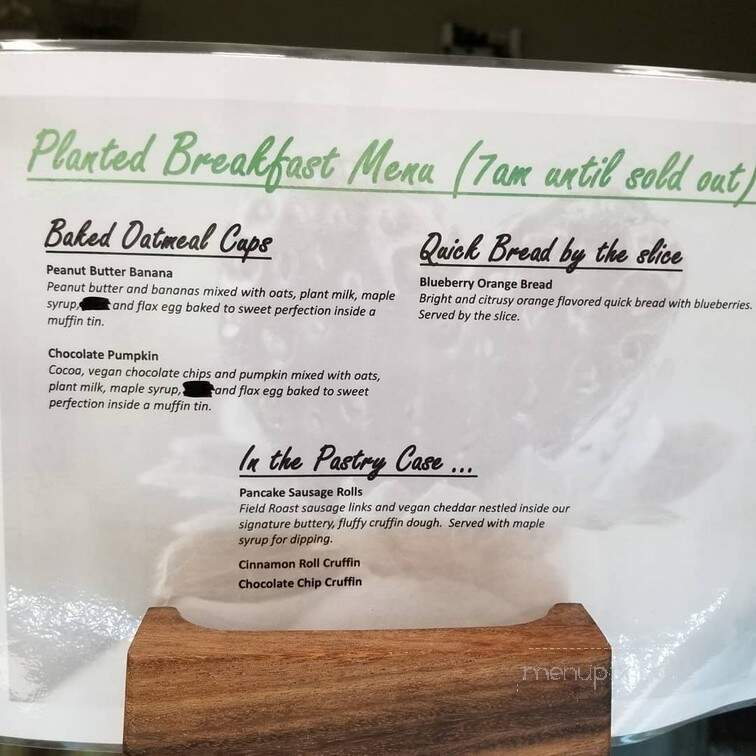 Planted Breakfast Menu (7am until sold out)
Baked Oatmeal Cups
Peanut Butter Banana
Peanut butter and bananas mixed with oats, plant milk, maple
syrup, and flax egg baked to sweet perfection inside a
muffin tin.
Chocolate Pumpkin
Cocoa, vegan chocolate chips and pumpkin mixed with oats,
plant milk, maple syrup, and flax egg baked to sweet
perfection inside a muffin tin.
Quick Bread by the slice
Blueberry Orange Bread
Bright and citrusy orange flavored quick bread with blueberries.
Served by the slice.
In the Pastry Case ...
Pancake Sausage Rolls
Field Roast sausage links and vegan cheddar nestled inside our
signature buttery, fluffy cruffin dough. Served with maple
syrup for dipping.
Cinnamon Roll Cruffin
Chocolate Chip Cruffin